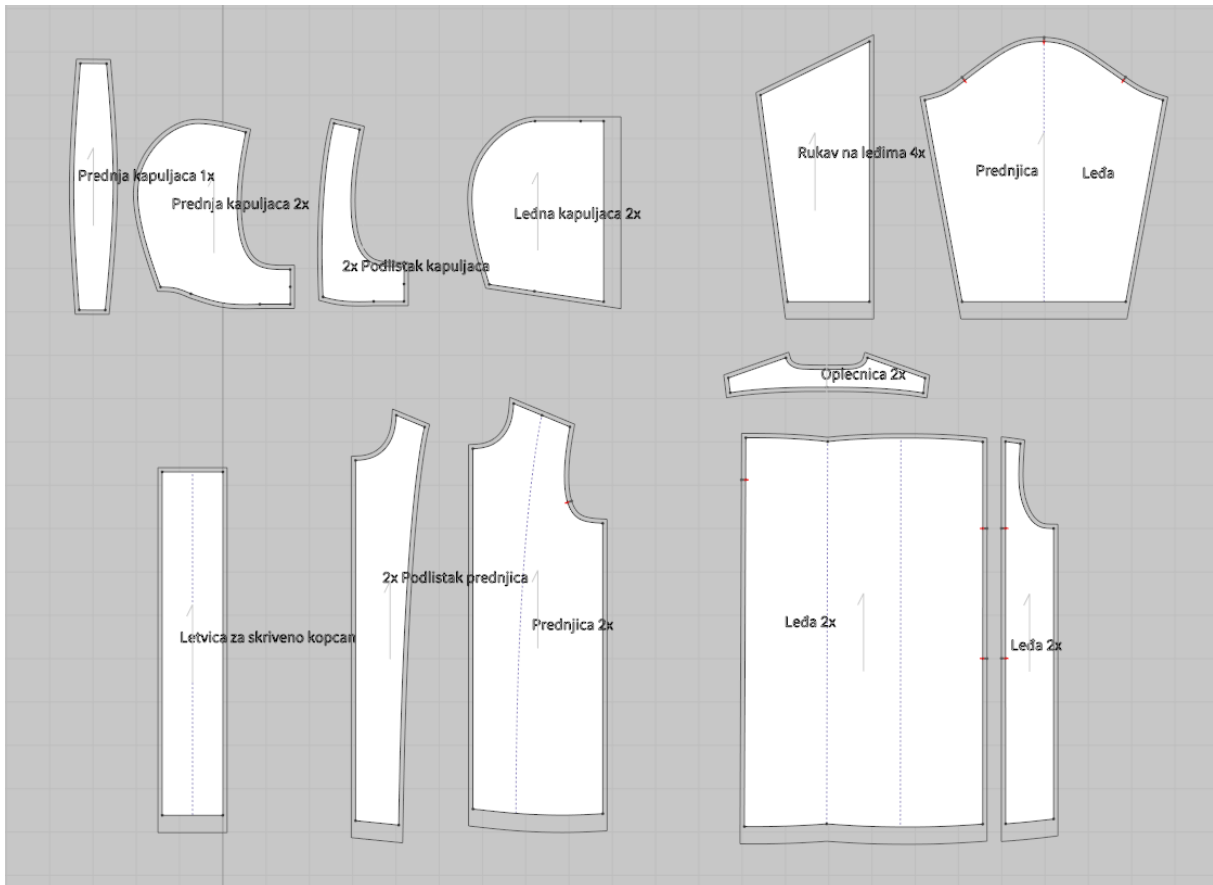 Prednja kapuljaca 1x
Prednja kapuljaca 2x
2x Podlistak kapuljaca
Leđna kapuljaca 2x
Rukav na leđima 4x
Prednjica
Leđa
Oplecnica 2x
Letvica za skriveno kopcan
2x Podlistak prednjica
Prednjica 2x
Leđa 2x
Leđa 2x